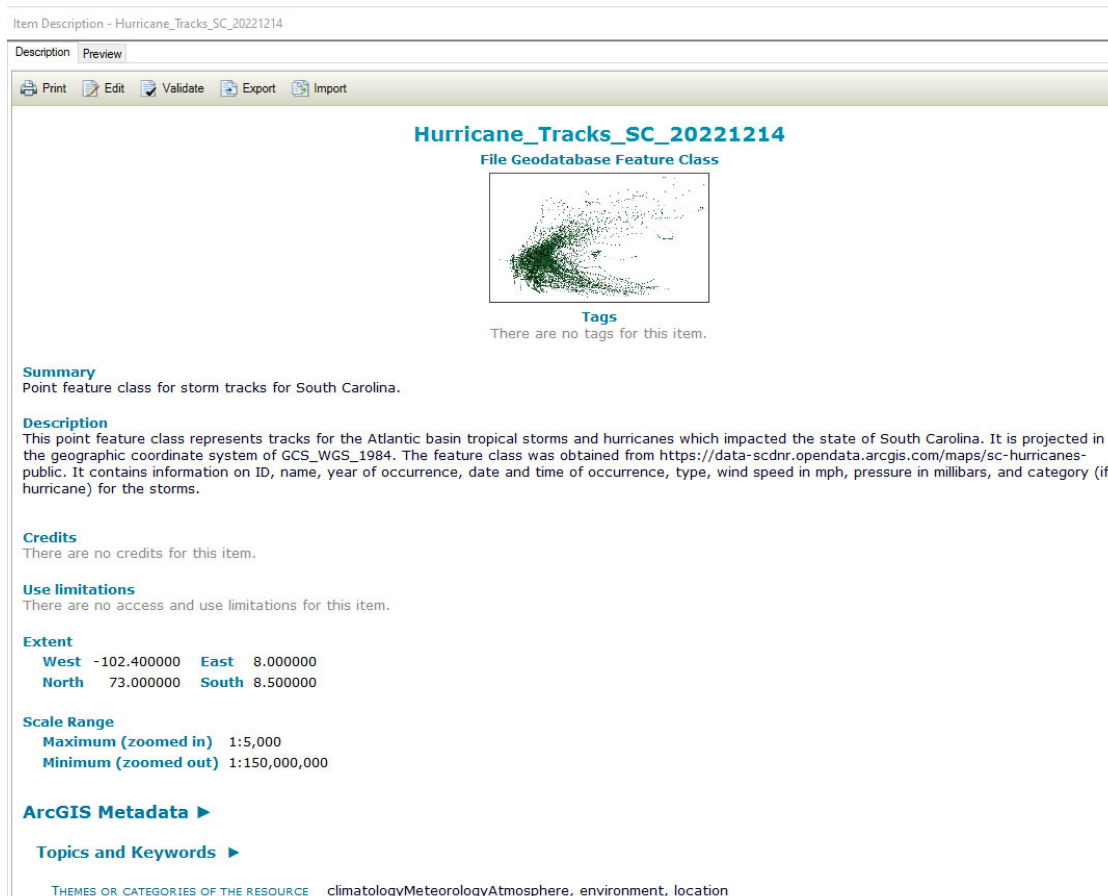 Item Description - Hurricane_Tracks_SC_20221214
Description Preview
Print Edit Validate Export Import
Hurricane_Tracks_SC_20221214
File Geodatabase Feature Class
Tags
There are no tags for this item.
Summary
Point feature class for storm tracks for South Carolina.
Description
This point feature class represents tracks for the Atlantic basin tropical storms and hurricanes which impacted the state of South Carolina. It is projected in
the geographic coordinate system of GCS_WGS_1984. The feature class was obtained from https://data-scdnr.opendata.arcgis.com/maps/sc-hurricanes-
public. It contains information on ID, name, year of occurrence, date and time of occurrence, type, wind speed in mph, pressure in millibars, and category (if
hurricane) for the storms.
Credits
There are no credits for this item.
Use limitations
There are no access and use limitations for this item.
Extent
West -102.400000 East 8.000000
North 73.000000 South 8.500000
Scale Range
Maximum (zoomed in) 1:5,000
Minimum (zoomed out) 1:150,000,000
ArcGIS Metadata ►
Topics and Keywords ►
THEMES OR CATEGORIES OF THE RESOURCE climatologyMeteorologyAtmosphere, environment, location